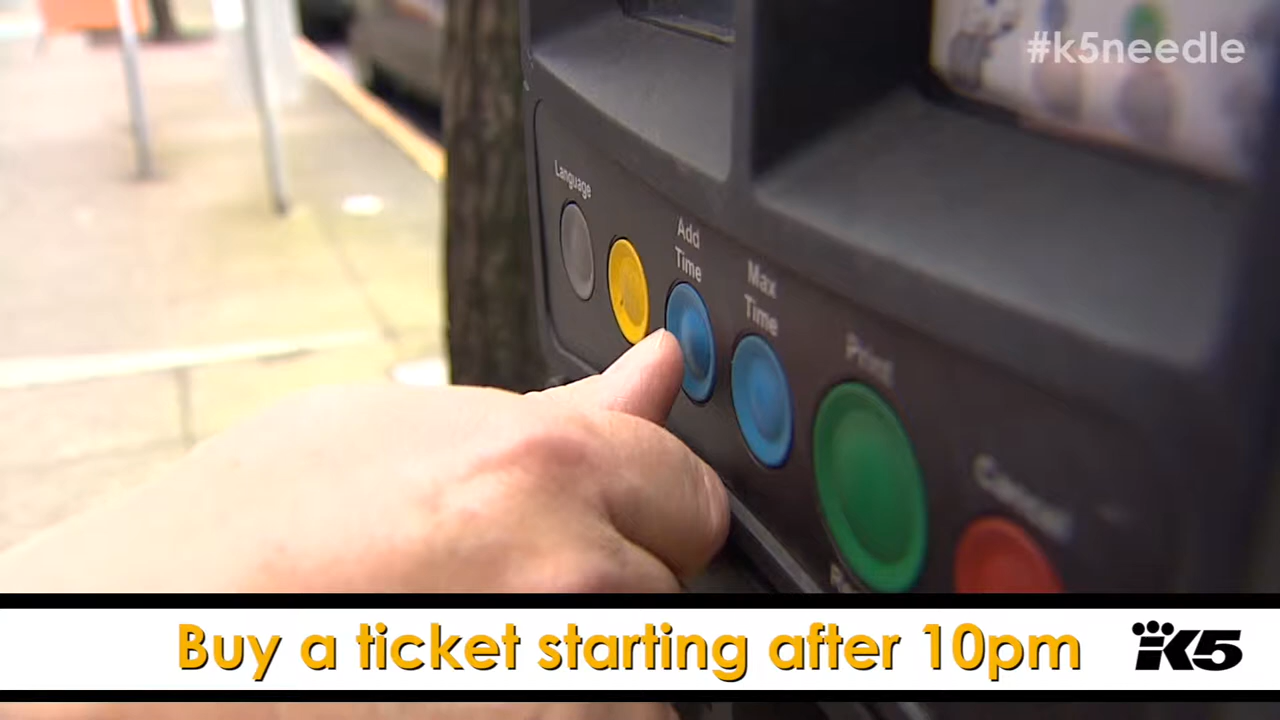 #k5needle
Language
Add
Time
Max
Time
Print
Cancel
Buy a ticket starting after 10pm
K5